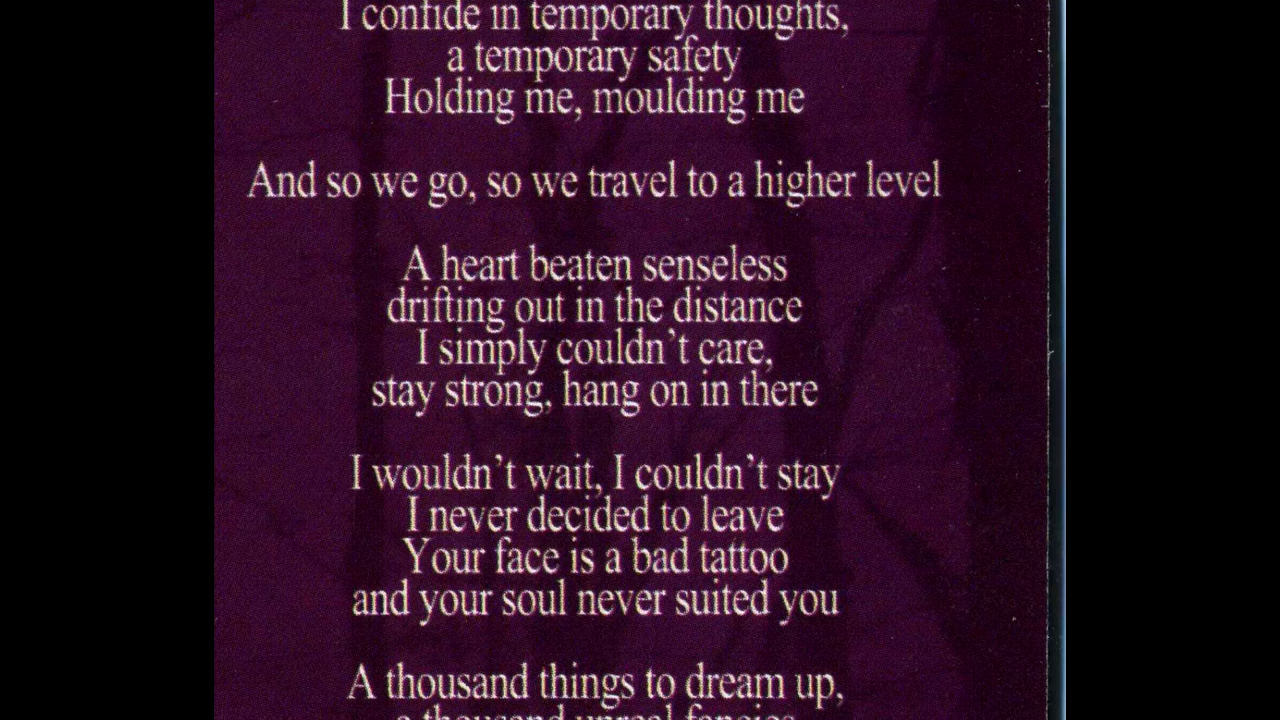 I confide in temporary thoughts,
a temporary safety
Holding me, moulding me
And so we go, so we travel to a higher level
A heart beaten senseless
drifting out in the distance
I simply couldn't care,
stay strong, hang on in there
I wouldn't wait, I couldn't stay
I never decided to leave
Your face is a bad tattoo
and your soul never suited you
A thousand things to dream up,
a thousand unreal fancies